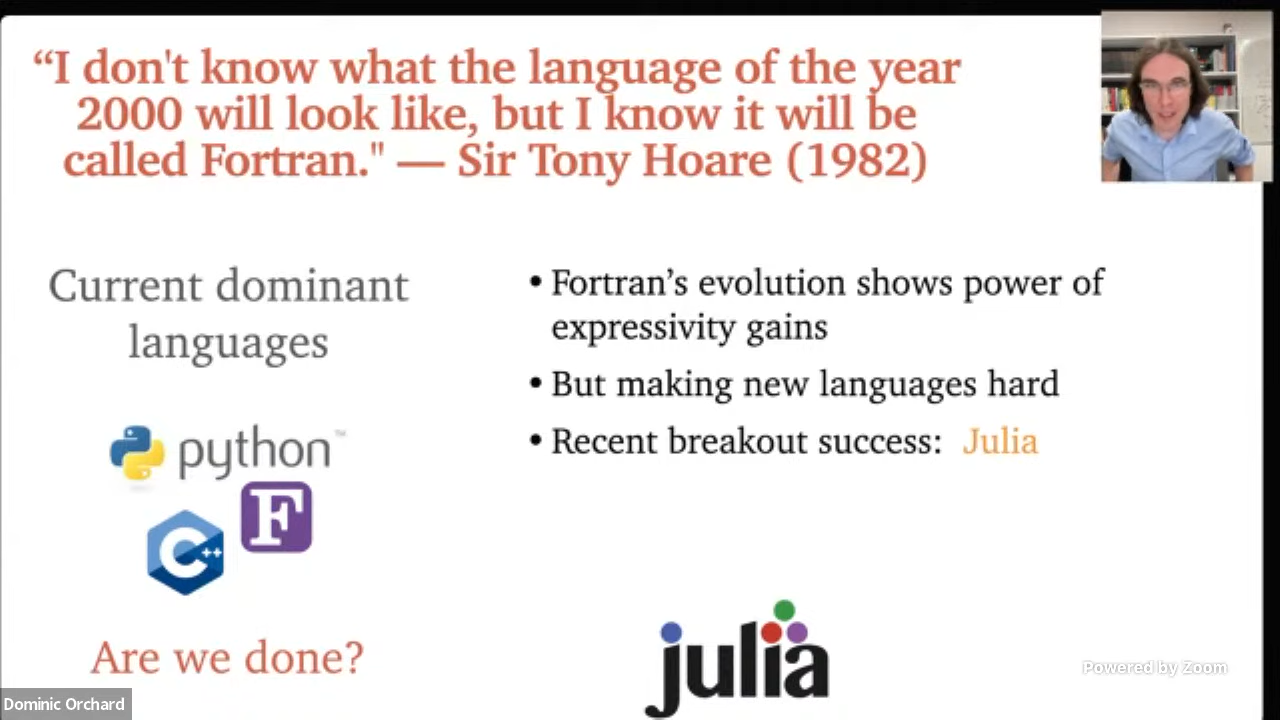 “I don't know what the language of the year
2000 will look like, but I know it will be
called Fortran." — Sir Tony Hoare (1982)
Current dominant
languages
• Fortran’s evolution shows power of
expressivity gains
• But making new languages hard
• Recent breakout success: Julia
python™
F
C++
Are we done?
julia
Powered by Zoom
Dominic Orchard